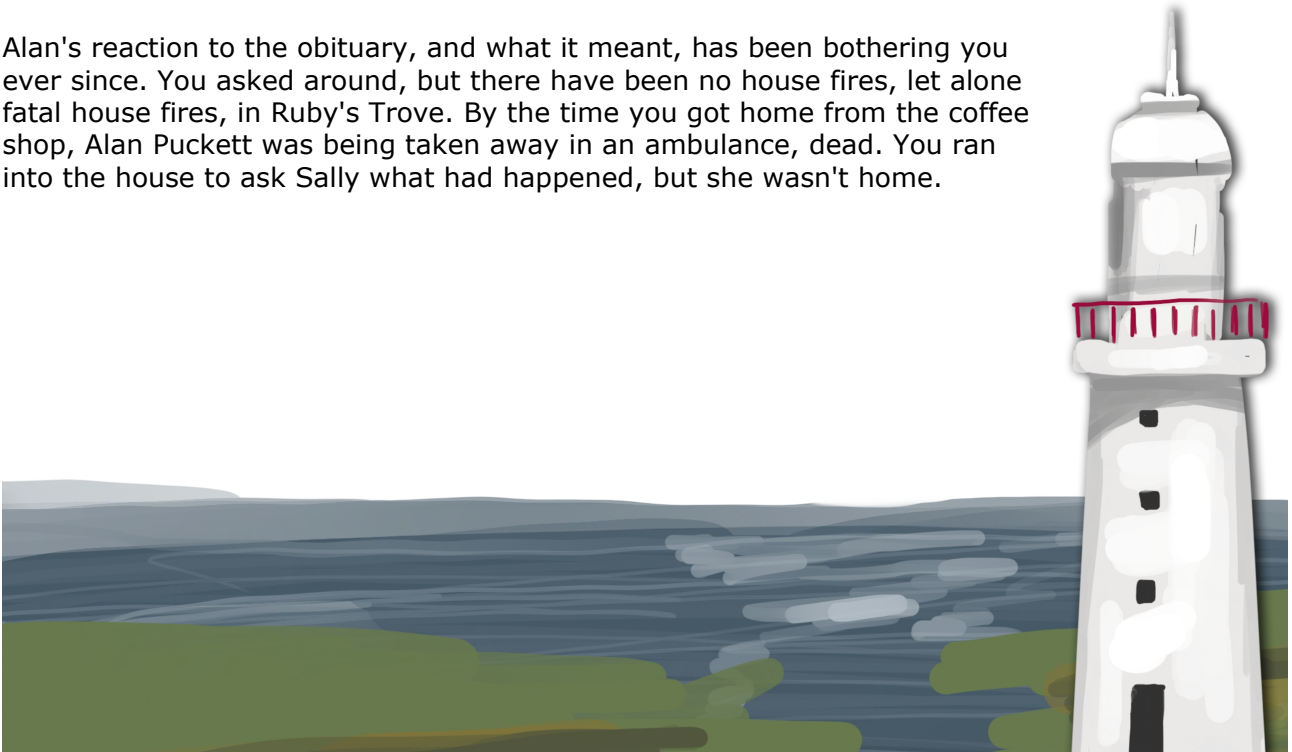 Alan's reaction to the obituary, and what it meant, has been bothering you
ever since. You asked around, but there have been no house fires, let alone
fatal house fires, in Ruby's Trove. By the time you got home from the coffee
shop, Alan Puckett was being taken away in an ambulance, dead. You ran
into the house to ask Sally what had happened, but she wasn't home.